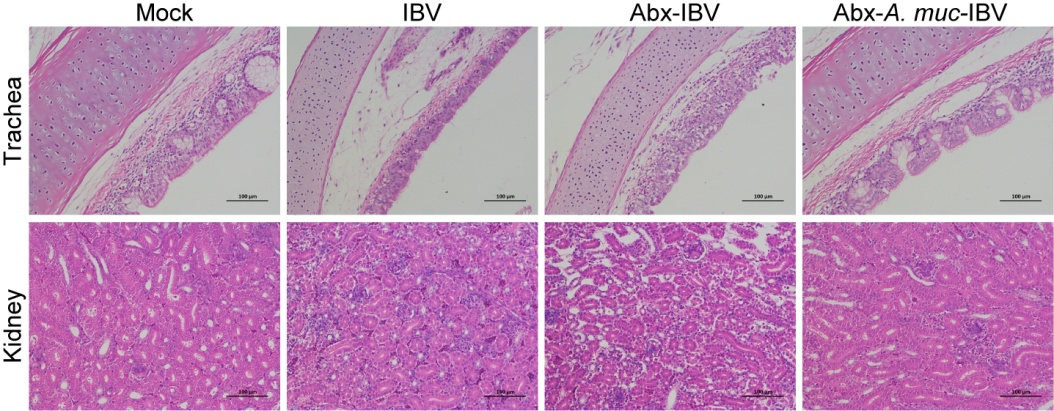 Mock IBV Abx-IBV Abx-A. muc-IBV
Trachea
100 μm 100 μm 100 μm 100 μm
Kidney
100 μm 100 μm 100 μm 100 μm